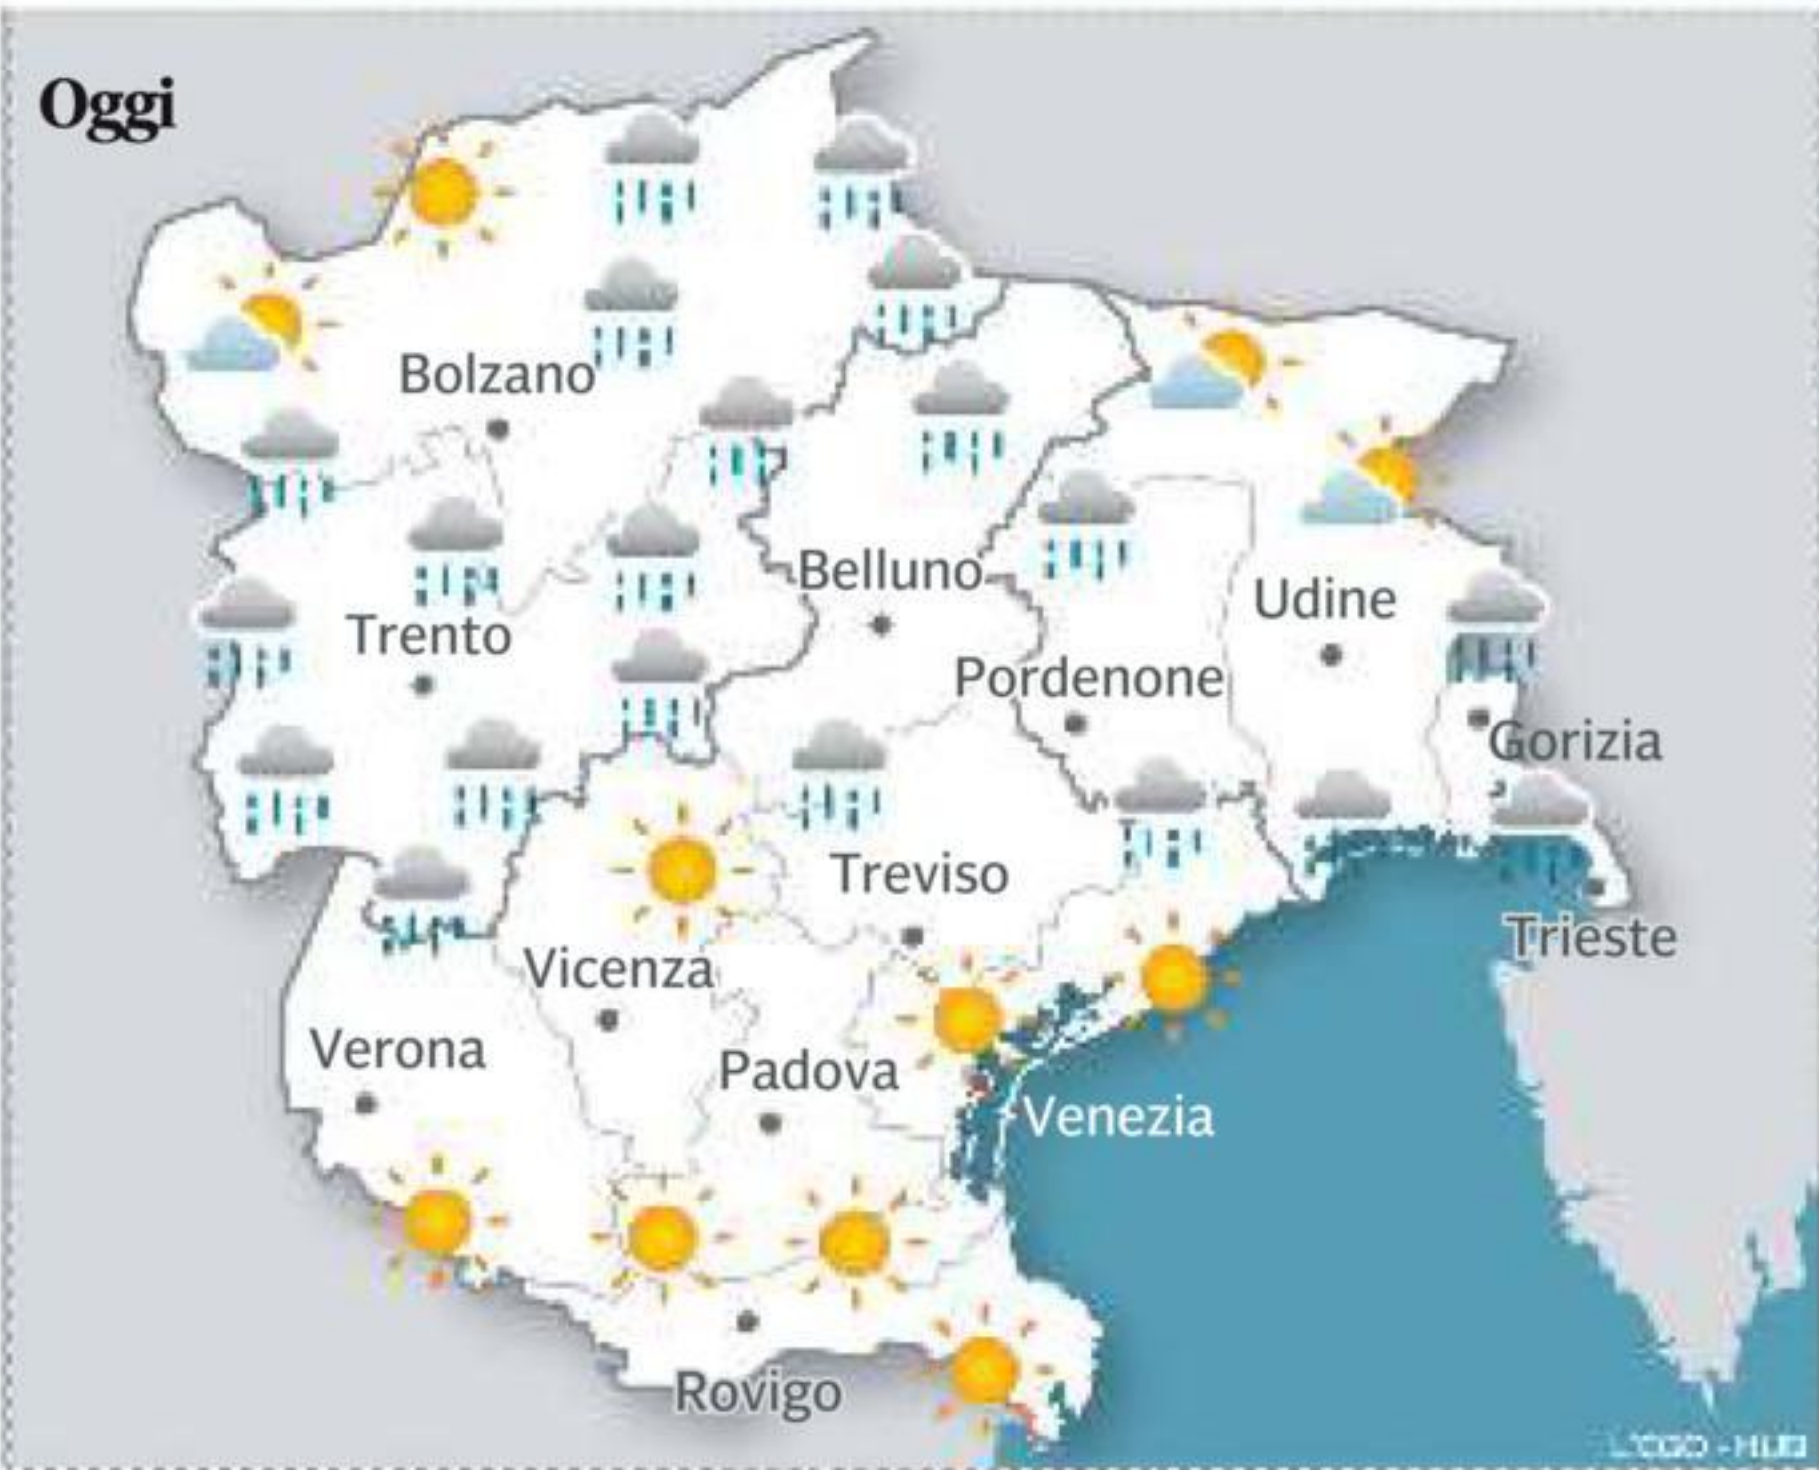 Oggi
Bolzano
Belluno
Udine
Trento
Pordenone
Gorizia
Treviso
Trieste
Vicenza
Verona
Padova
Venezia
Rovigo